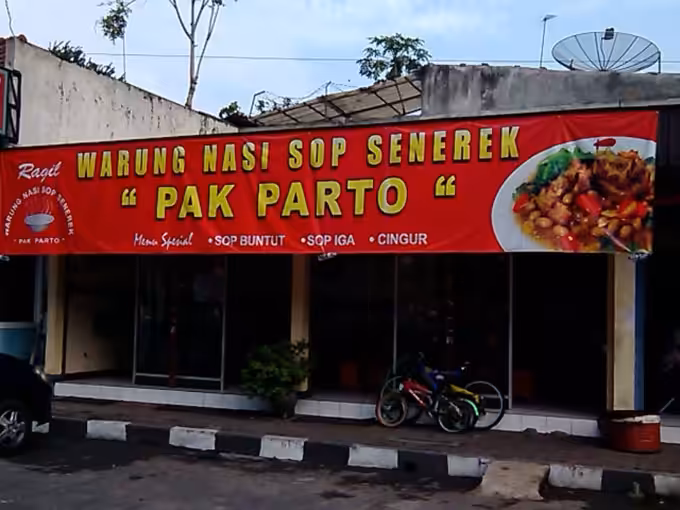 Ragil
WARUNG NASI SOP SENEREK
“ PAK PARTO “
Menu Spesial • SOP BUNTUT • SOP IGA • CINGUR
WARUNG NASI SOP SENEREK
- PAK PARTO -